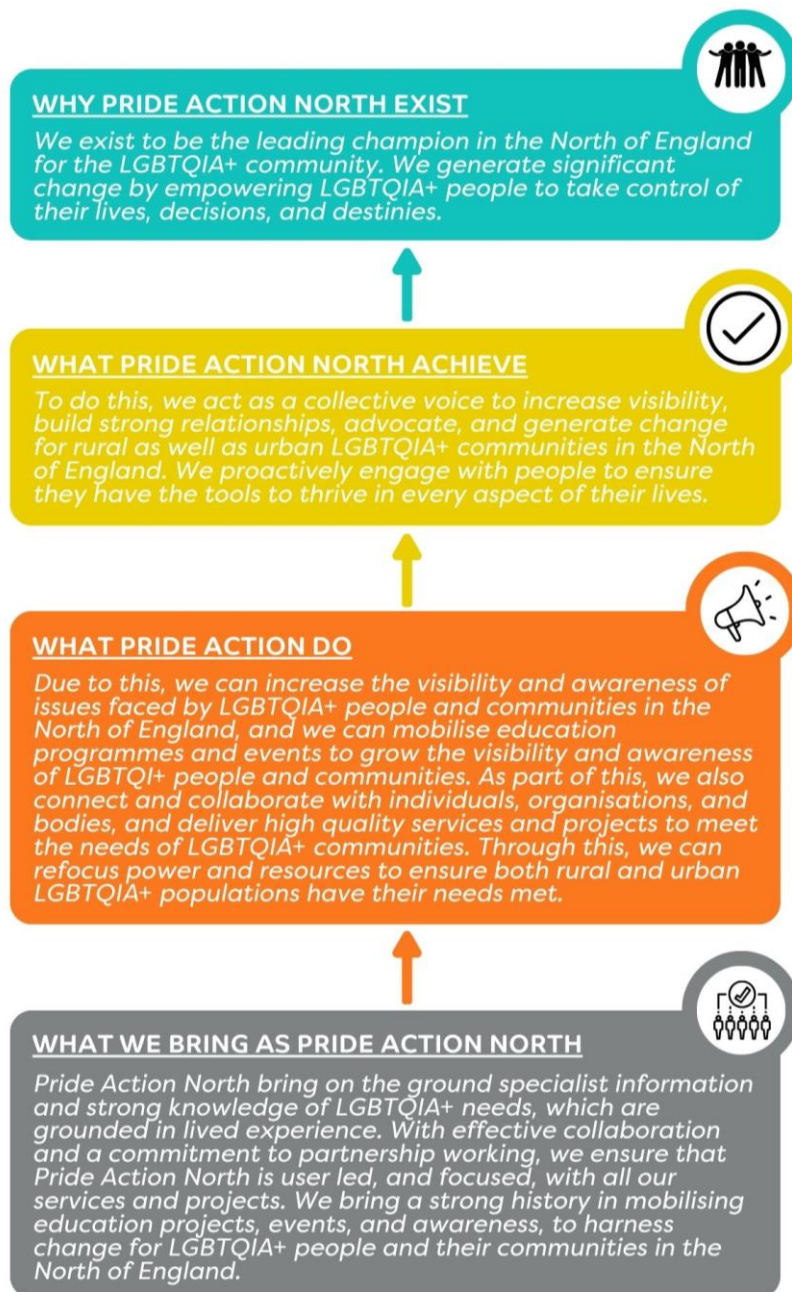 WHY PRIDE ACTION NORTH EXIST
We exist to be the leading champion in the North of England
for the LGBTQIA+ community. We generate significant
change by empowering LGBTQIA+ people to take control of
their lives, decisions, and destinies.
WHAT PRIDE ACTION NORTH ACHIEVE
To do this, we act as a collective voice to increase visibility,
build strong relationships, advocate, and generate change
for rural as well as urban LGBTQIA+ communities in the North
of England. We proactively engage with people to ensure
they have the tools to thrive in every aspect of their lives.
WHAT PRIDE ACTION DO
Due to this, we can increase the visibility and awareness of
issues faced by LGBTQIA+ people and communities in the
North of England, and we can mobilise education
programmes and events to grow the visibility and awareness
of LGBTQI+ people and communities. As part of this, we also
connect and collaborate with individuals, organisations, and
bodies, and deliver high quality services and projects to meet
the needs of LGBTQIA+ communities. Through this, we can
refocus power and resources to ensure both rural and urban
LGBTQIA+ populations have their needs met.
WHAT WE BRING AS PRIDE ACTION NORTH
Pride Action North bring on the ground specialist information
and strong knowledge of LGBTQIA+ needs, which are
grounded in lived experience. With effective collaboration
and a commitment to partnership working, we ensure that
Pride Action North is user led, and focused, with all our
services and projects. We bring a strong history in mobilising
education projects, events, and awareness, to harness
change for LGBTQIA+ people and their communities in the
North of England.